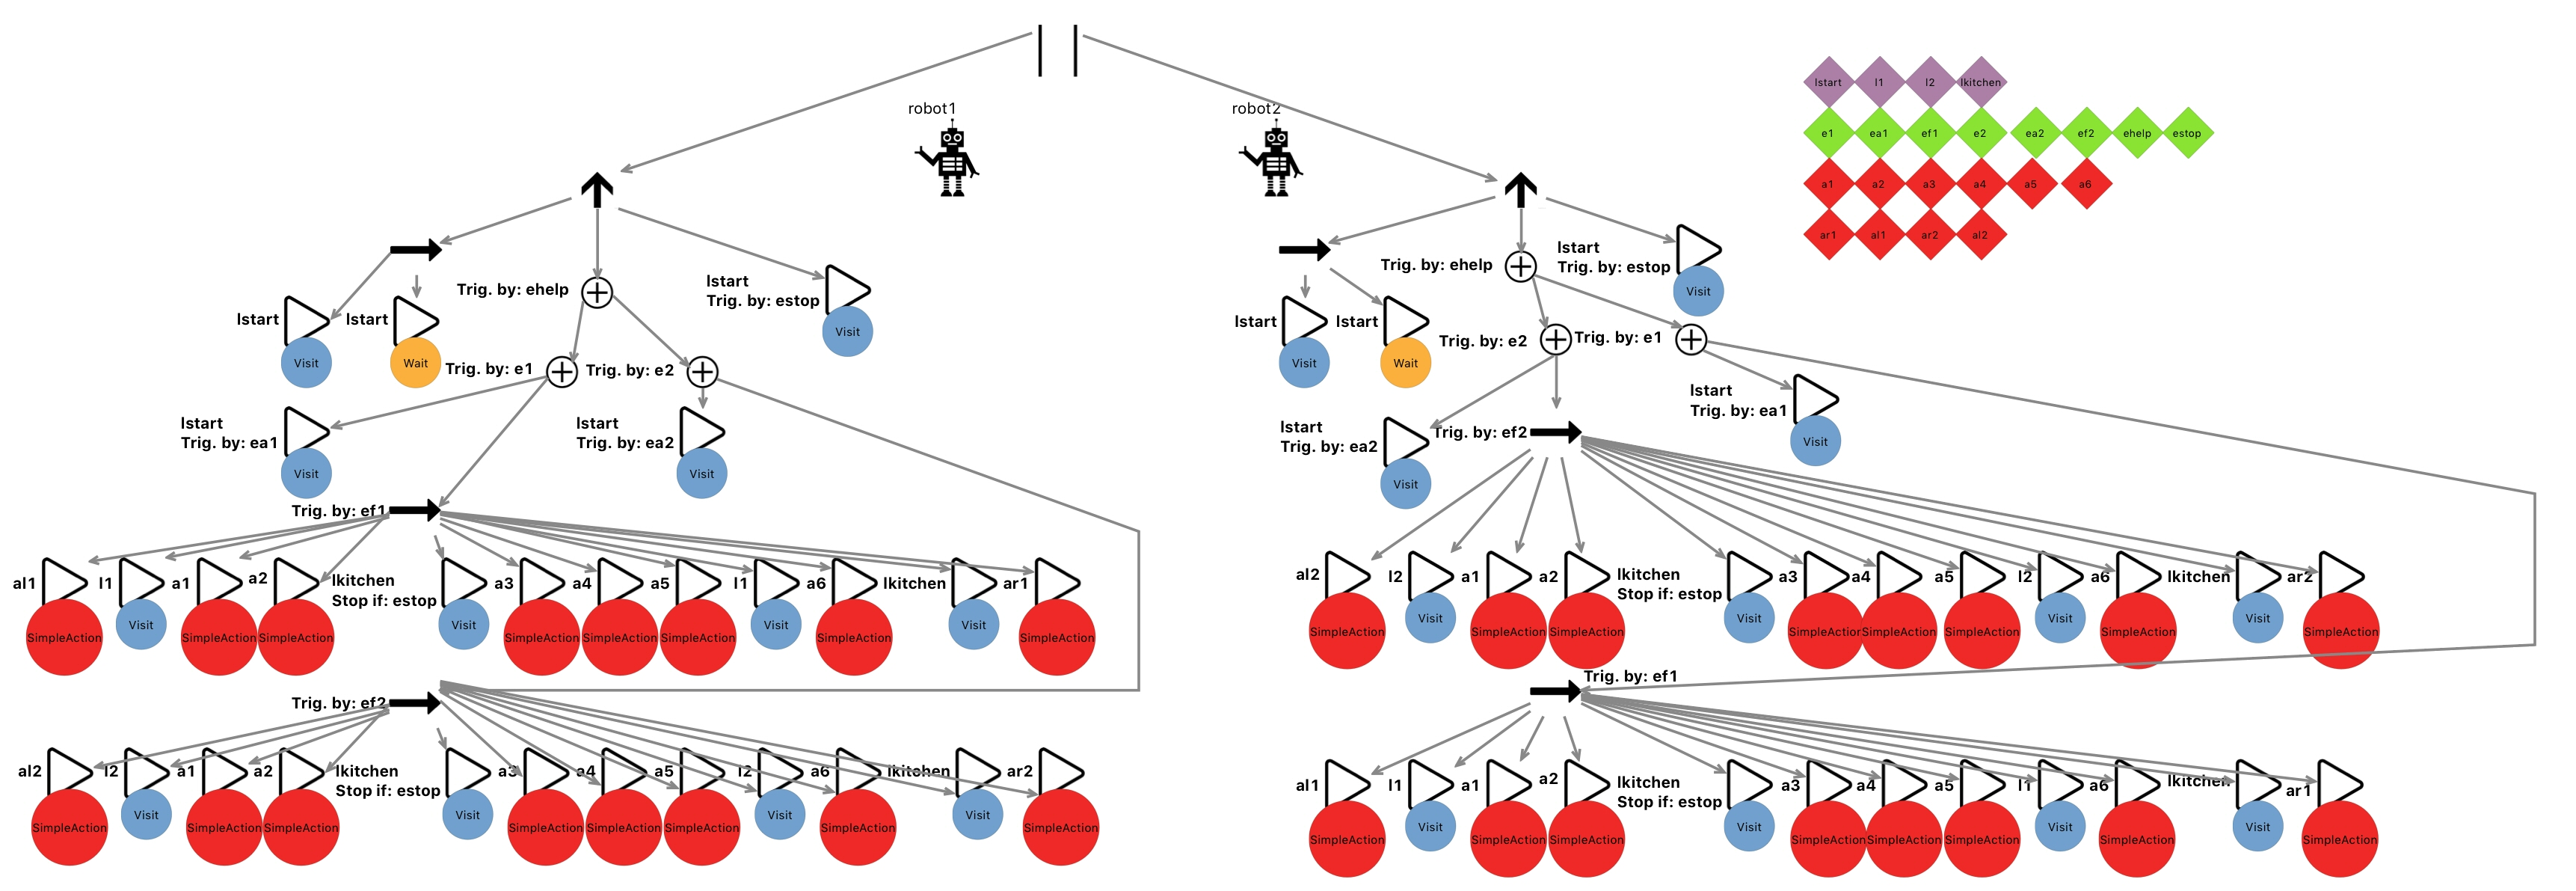 robot1
robot2
lstart
l1
l2
lkitchen
e1
ea1
ef1
e2
ea2
ef2
ehelp
estop
a1
a2
a3
a4
a5
a6
ar1
al1
ar2
al2
lstart
Visit
lstart
Wait
Trig. by: ehelp
lstart
Trig. by: estop
Visit
Trig. by: e1
Trig. by: e2
lstart
Trig. by: ea1
Visit
lstart
Trig. by: ea2
Visit
Trig. by: ef1
al1
l1
a1
a2
lkitchen
Stop if: estop
a3
a4
a5
l1
a6
lkitchen
ar1
SimpleAction
Visit
SimpleAction
SimpleAction
Visit
SimpleAction
SimpleAction
SimpleAction
Visit
SimpleAction
Visit
SimpleAction
Trig. by: ef2
al2
l2
a1
a2
lkitchen
Stop if: estop
a3
a4
a5
l2
a6
lkitchen
ar2
SimpleAction
Visit
SimpleAction
SimpleAction
Visit
SimpleAction
SimpleAction
SimpleAction
Visit
SimpleAction
Visit
SimpleAction
lstart
Visit
lstart
Wait
Trig. by: ehelp
lstart
Trig. by: estop
Visit
Trig. by: e2
Trig. by: e1
lstart
Trig. by: ea1
Visit
lstart
Trig. by: ea2
Visit
Trig. by: ef2
al2
l2
a1
a2
lkitchen
Stop if: estop
a3
a4
a5
l2
a6
lkitchen
ar2
SimpleAction
Visit
SimpleAction
SimpleAction
Visit
SimpleAction
SimpleAction
SimpleAction
Visit
SimpleAction
Visit
SimpleAction
Trig. by: ef1
al1
l1
a1
a2
lkitchen
Stop if: estop
a3
a4
a5
l1
a6
lkitchen
ar1
SimpleAction
Visit
SimpleAction
SimpleAction
Visit
SimpleAction
SimpleAction
SimpleAction
Visit
SimpleAction
Visit
SimpleAction